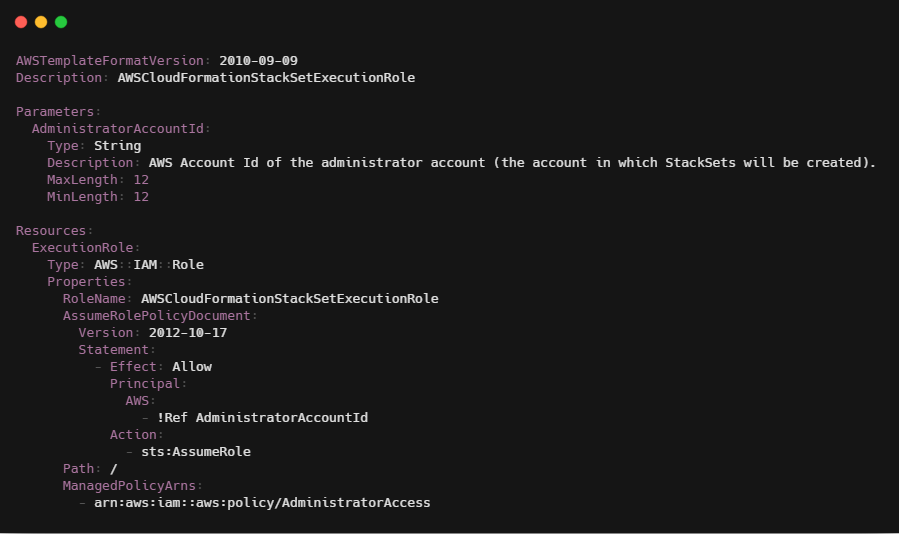 AWSTemplateFormatVersion: 2010-09-09
Description: AWSCloudFormationStackSetExecutionRole

Parameters:
  AdministratorAccountId:
    Type: String
    Description: AWS Account Id of the administrator account (the account in which StackSets will be created).
    MaxLength: 12
    MinLength: 12

Resources:
  ExecutionRole:
    Type: AWS::IAM::Role
    Properties:
      RoleName: AWSCloudFormationStackSetExecutionRole
      AssumeRolePolicyDocument:
        Version: 2012-10-17
        Statement:
          - Effect: Allow
            Principal:
              AWS:
                - !Ref AdministratorAccountId
            Action:
              - sts:AssumeRole
      Path: /
      ManagedPolicyArns:
        - arn:aws:iam::aws:policy/AdministratorAccess